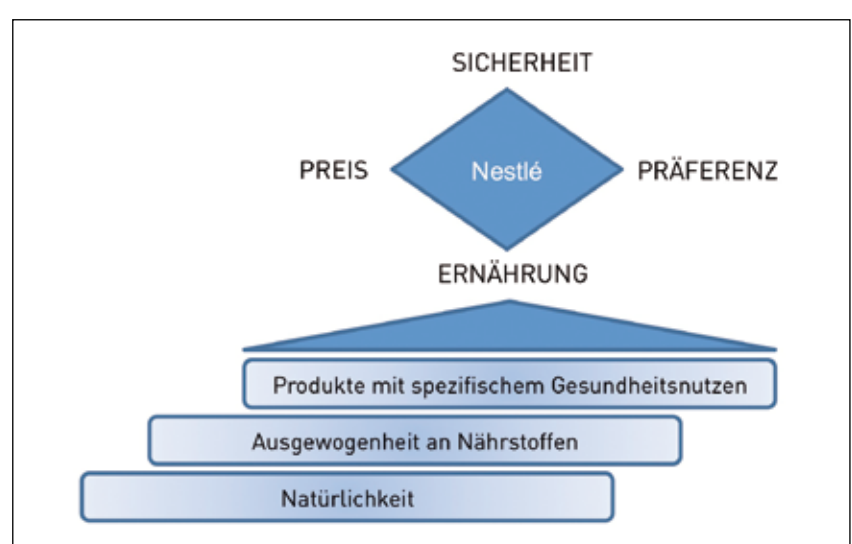 SICHERHEIT
PREIS Nestlé PRÄFERENZ
ERNÄHRUNG
Produkte mit spezifischem Gesundheitsnutzen
Ausgewogenheit an Nährstoffen
Natürlichkeit